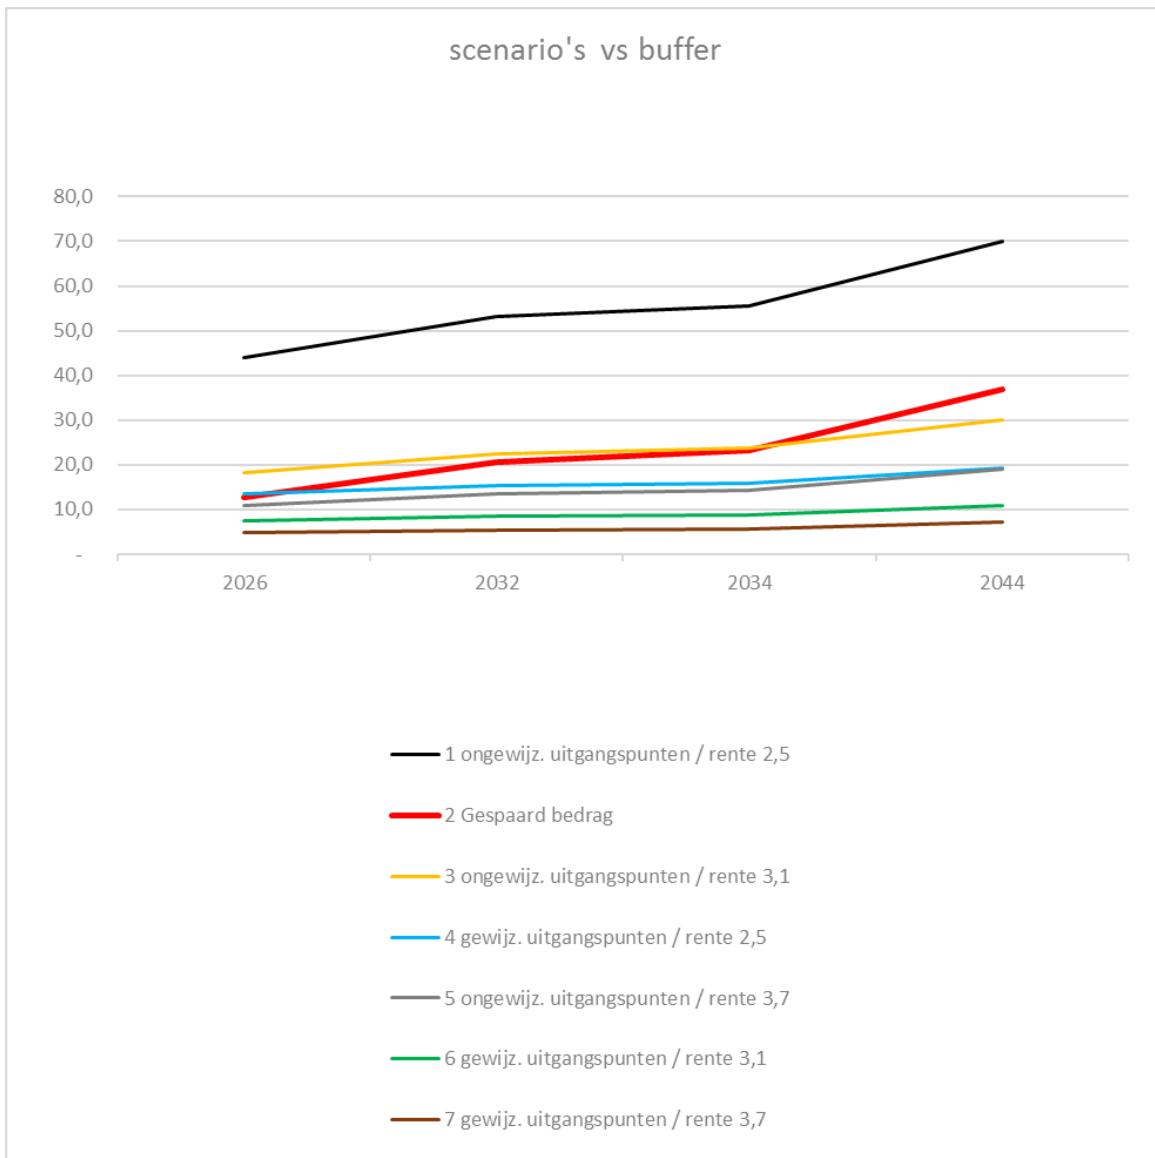 scenario's vs buffer
80,0
70,0
60,0
50,0
40,0
30,0
20,0
10,0
-
2026 2032 2034 2044
1 ongewijz. uitgangspunten / rente 2,5
2 Gespaard bedrag
3 ongewijz. uitgangspunten / rente 3,1
4 gewijz. uitgangspunten / rente 2,5
5 ongewijz. uitgangspunten / rente 3,7
6 gewijz. uitgangspunten / rente 3,1
7 gewijz. uitgangspunten / rente 3,7